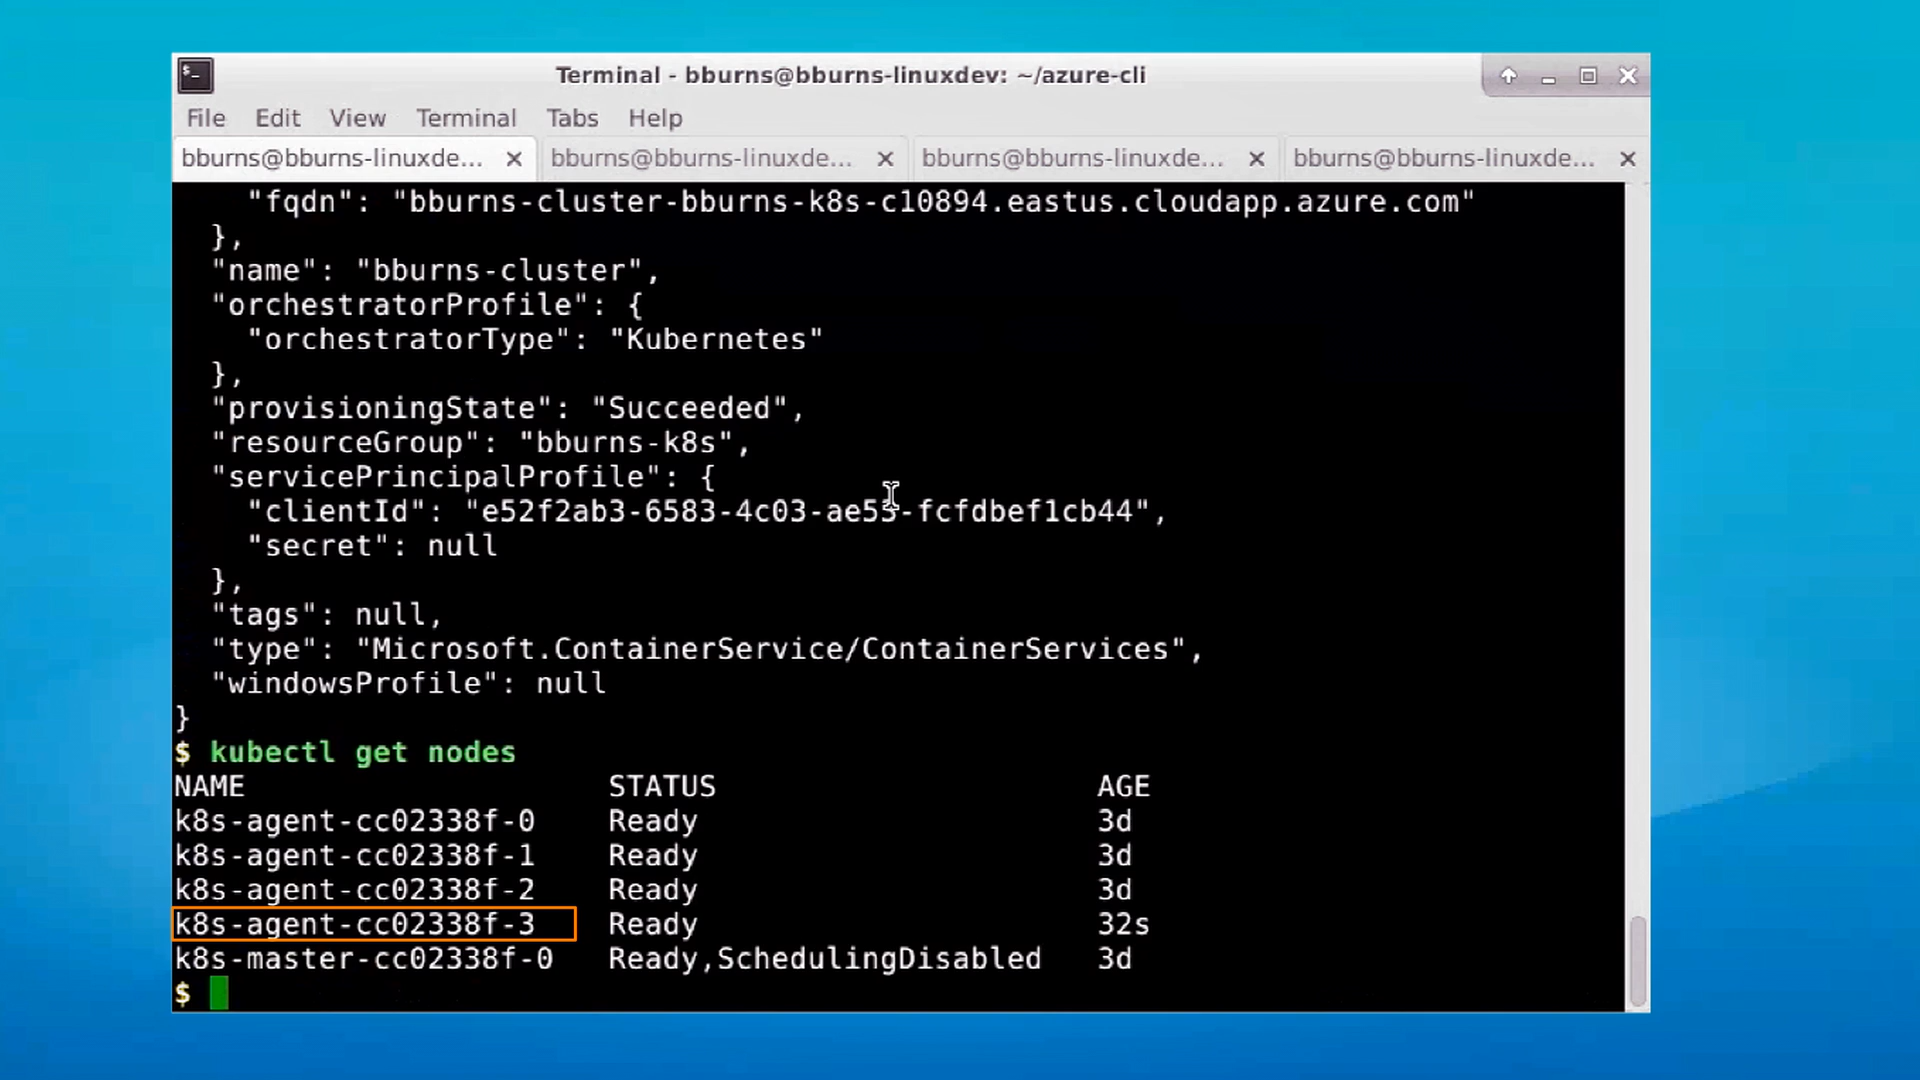 Terminal - bburns@bburns-linuxdev: ~/azure-cli
File Edit View Terminal Tabs Help
bburns@bburns-linuxde... bburns@bburns-linuxde... bburns@bburns-linuxde... bburns@bburns-linuxde...
"fqdn": "bburns-cluster-bburns-k8s-c10894.eastus.cloudapp.azure.com"
},
"name": "bburns-cluster",
"orchestratorProfile": {
"orchestratorType": "Kubernetes"
},
"provisioningState": "Succeeded",
"resourceGroup": "bburns-k8s",
"servicePrincipalProfile": {
"clientId": "e52f2ab3-6583-4c03-ae53-fcfdbef1cb44",
"secret": null
},
"tags": null,
"type": "Microsoft.ContainerService/ContainerServices",
"windowsProfile": null
}
$ kubectl get nodes
NAME STATUS AGE
k8s-agent-cc02338f-0 Ready 3d
k8s-agent-cc02338f-1 Ready 3d
k8s-agent-cc02338f-2 Ready 3d
k8s-agent-cc02338f-3 Ready 32s
k8s-master-cc02338f-0 Ready,SchedulingDisabled 3d
$